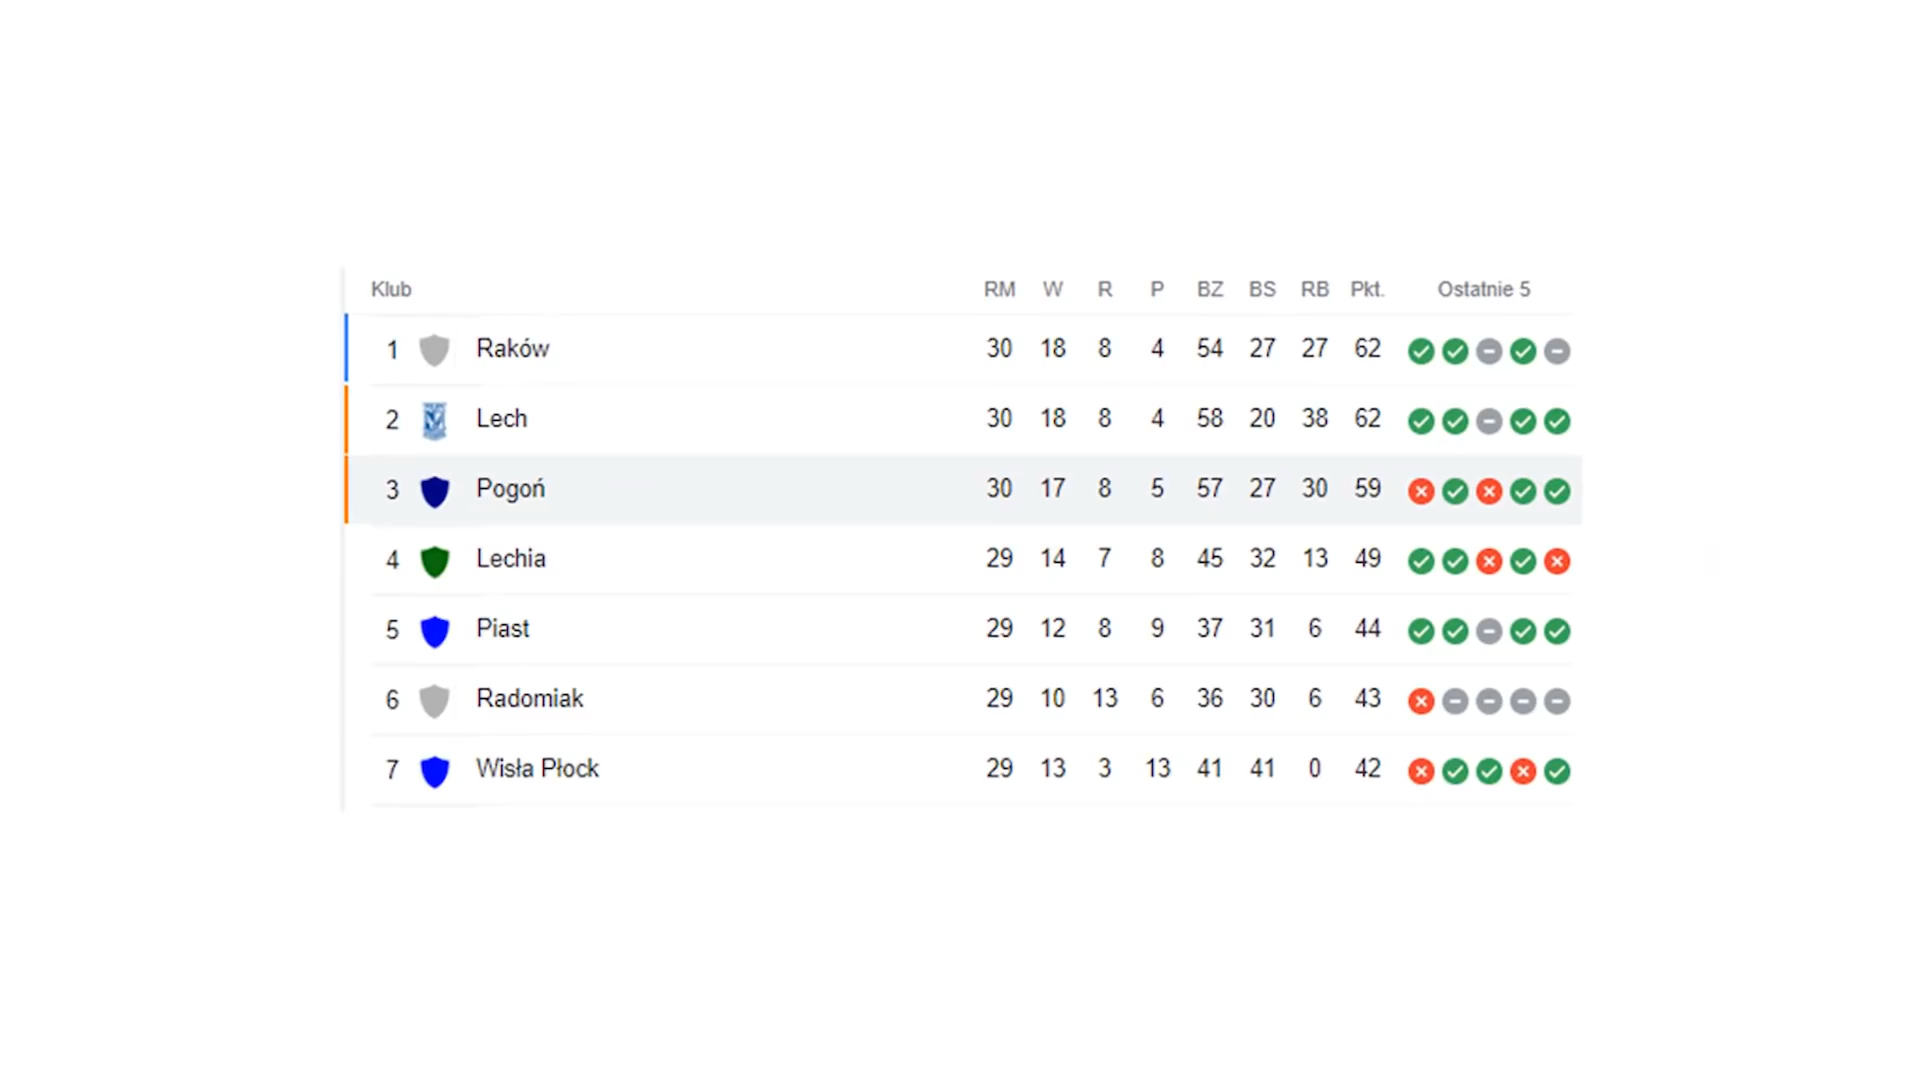 Klub RM W R P BZ BS RB Pkt. Ostatnie 5
1 Raków 30 18 8 4 54 27 27 62
2 Lech 30 18 8 4 58 20 38 62
3 Pogoń 30 17 8 5 57 27 30 59
4 Lechia 29 14 7 8 45 32 13 49
5 Piast 29 12 8 9 37 31 6 44
6 Radomiak 29 10 13 6 36 30 6 43
7 Wisła Płock 29 13 3 13 41 41 0 42